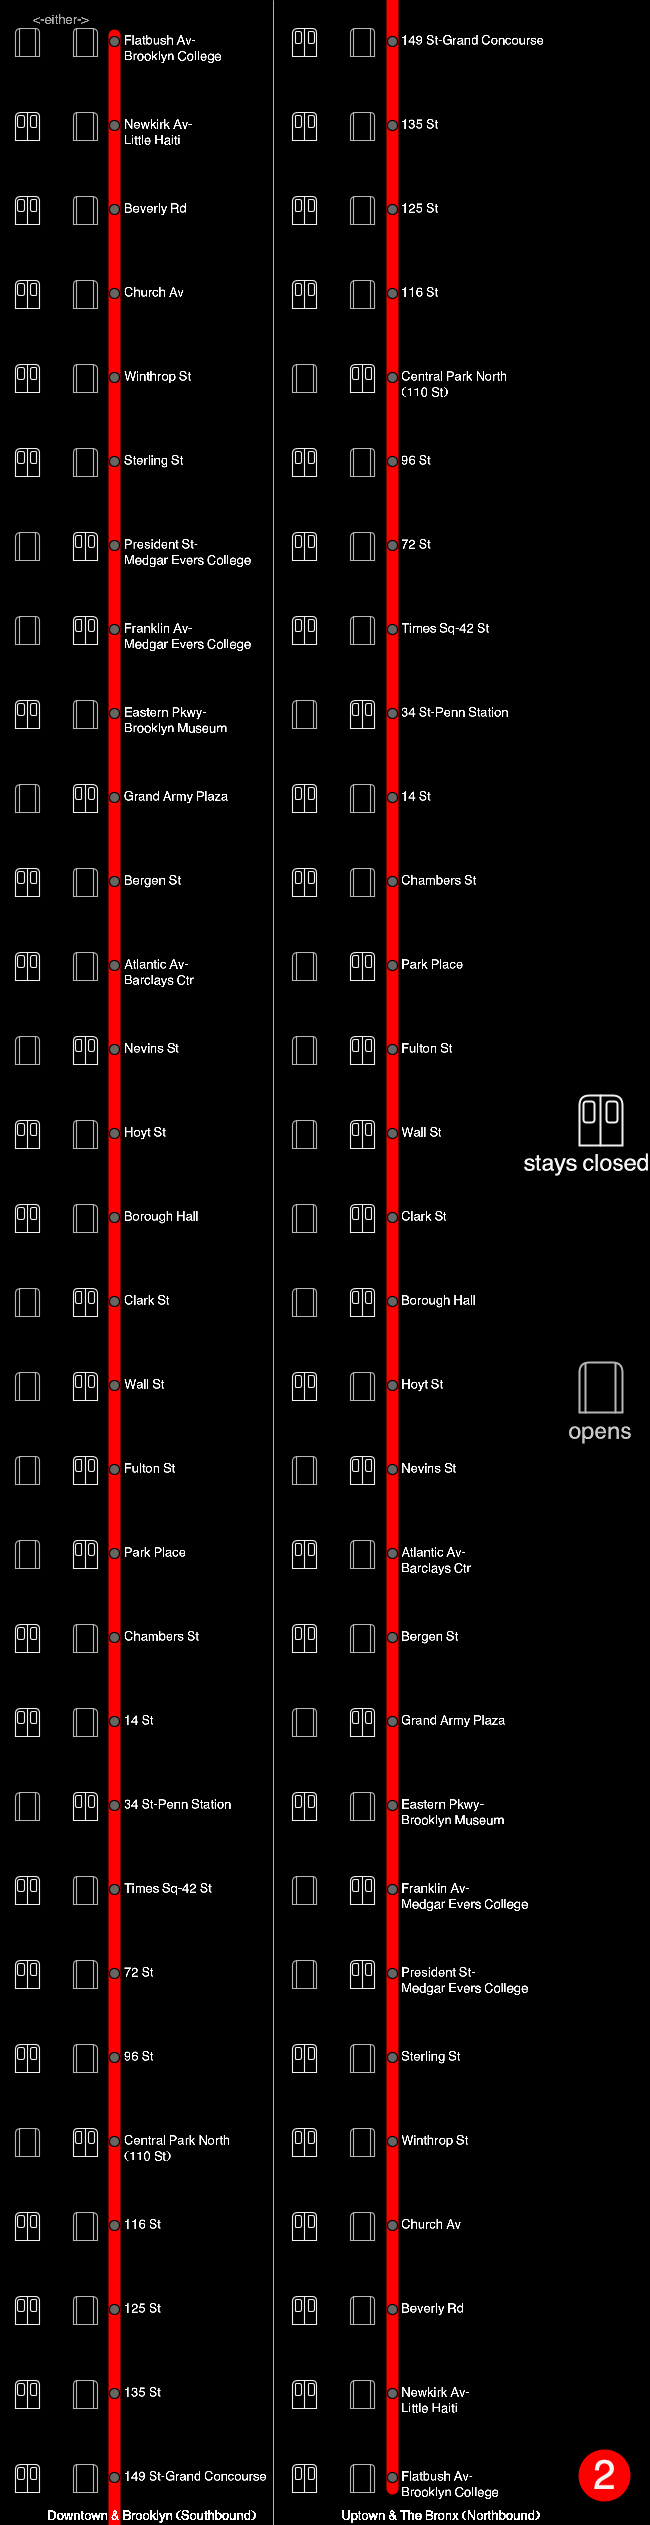 <-either->
Flatbush Av-
Brooklyn College
Newkirk Av-
Little Haiti
Beverly Rd
Church Av
Winthrop St
Sterling St
President St-
Medgar Evers College
Franklin Av-
Medgar Evers College
Eastern Pkwy-
Brooklyn Museum
Grand Army Plaza
Bergen St
Atlantic Av-
Barclays Ctr
Nevins St
Hoyt St
Borough Hall
Clark St
Wall St
Fulton St
Park Place
Chambers St
14 St
34 St-Penn Station
Times Sq-42 St
72 St
96 St
Central Park North
(110 St)
116 St
125 St
135 St
149 St-Grand Concourse
Downtown & Brooklyn (Southbound)
149 St-Grand Concourse
135 St
125 St
116 St
Central Park North
(110 St)
96 St
72 St
Times Sq-42 St
34 St-Penn Station
14 St
Chambers St
Park Place
Fulton St
Wall St
Clark St
Borough Hall
Hoyt St
Nevins St
Atlantic Av-
Barclays Ctr
Bergen St
Grand Army Plaza
Eastern Pkwy-
Brooklyn Museum
Franklin Av-
Medgar Evers College
President St-
Medgar Evers College
Sterling St
Winthrop St
Church Av
Beverly Rd
Newkirk Av-
Little Haiti
Flatbush Av-
Brooklyn College
Uptown & The Bronx (Northbound)
stays closed
opens
2